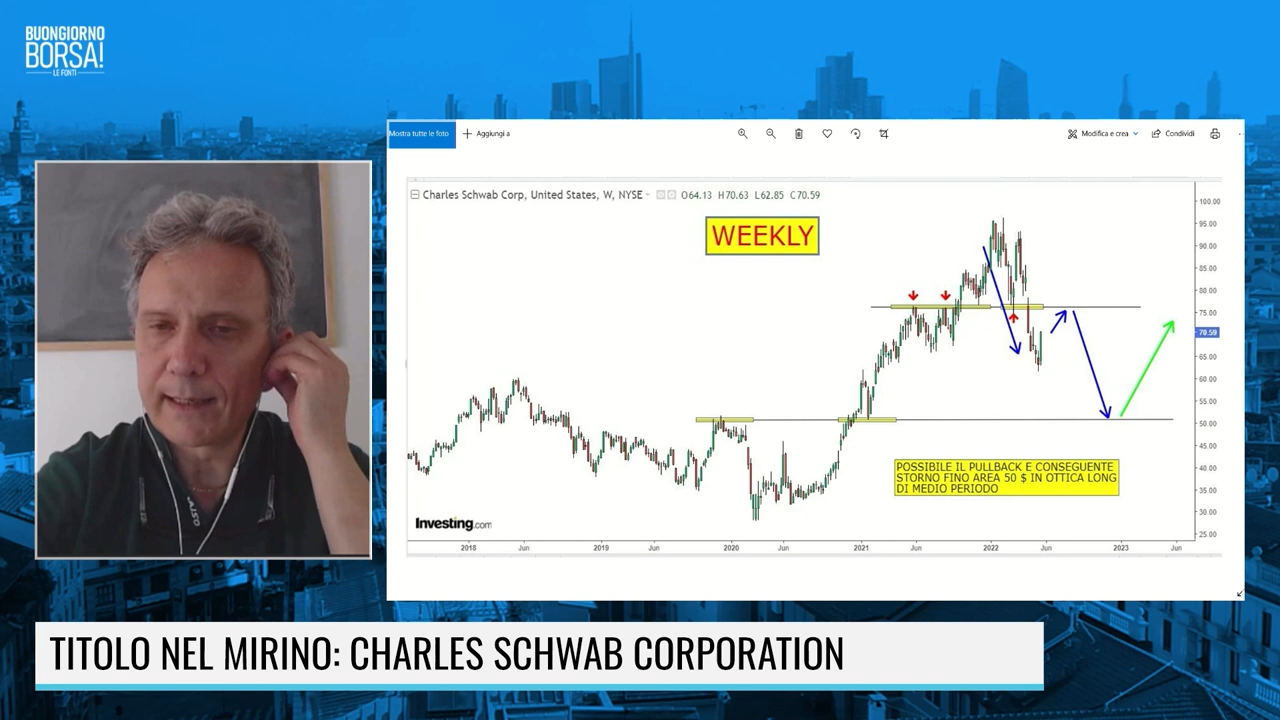 BUONGIORNO
BORSA!
LE FONTI
Mostra tutte le foto
Aggiungi a
Modifica e crea
Condividi
Charles Schwab Corp, United States, W, NYSE O64.13 H70.63 L62.85 C70.59
WEEKLY
100.00
95.00
90.00
85.00
80.00
75.00
70.59
65.00
60.00
55.00
50.00
45.00
40.00
35.00
30.00
25.00
POSSIBILE IL PULLBACK E CONSEGUENTE
STORNO FINO AREA 50 $ IN OTTICA LONG
DI MEDIO PERIODO
Investing.com
2018 Jun 2019 Jun 2020 Jun 2021 Jun 2022 Jun 2023 Jun
TITOLO NEL MIRINO: CHARLES SCHWAB CORPORATION